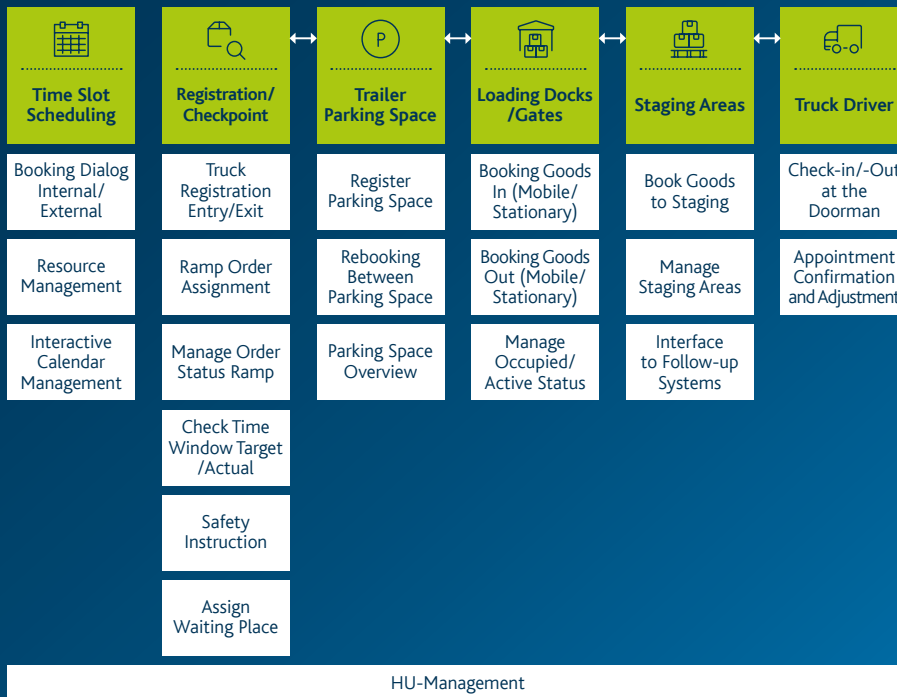 P
Time Slot
Scheduling
Registration/
Checkpoint
Trailer
Parking Space
Loading Docks
/Gates
Staging Areas
Truck Driver
Booking Dialog
Internal/
External
Resource
Management
Interactive
Calendar
Management
Truck
Registration
Entry/Exit
Ramp Order
Assignment
Manage Order
Status Ramp
Check Time
Window Target
/Actual
Safety
Instruction
Assign
Waiting Place
Register
Parking Space
Rebooking
Between
Parking Space
Parking Space
Overview
Booking Goods
In (Mobile/
Stationary)
Booking Goods
Out (Mobile/
Stationary)
Manage
Occupied/
Active Status
Book Goods
to Staging
Manage
Staging Areas
Interface
to Follow-up
Systems
Check-in/-Out
at the
Doorman
Appointment
Confirmation
and Adjustment
HU-Management